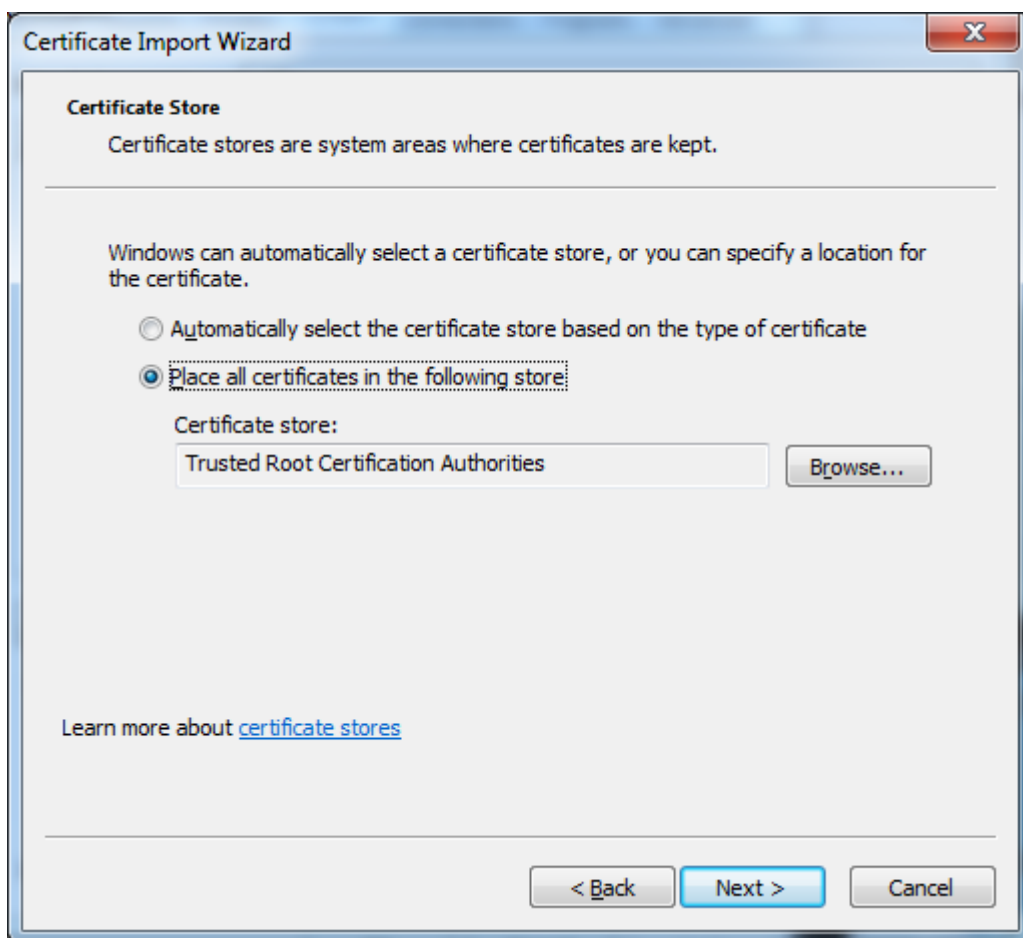 Certificate Import Wizard
Certificate Store
Certificate stores are system areas where certificates are kept.
Windows can automatically select a certificate store, or you can specify a location for
the certificate.
Automatically select the certificate store based on the type of certificate
Place all certificates in the following store
Certificate store:
Trusted Root Certification Authorities
Browse...
Learn more about certificate stores
< Back
Next >
Cancel